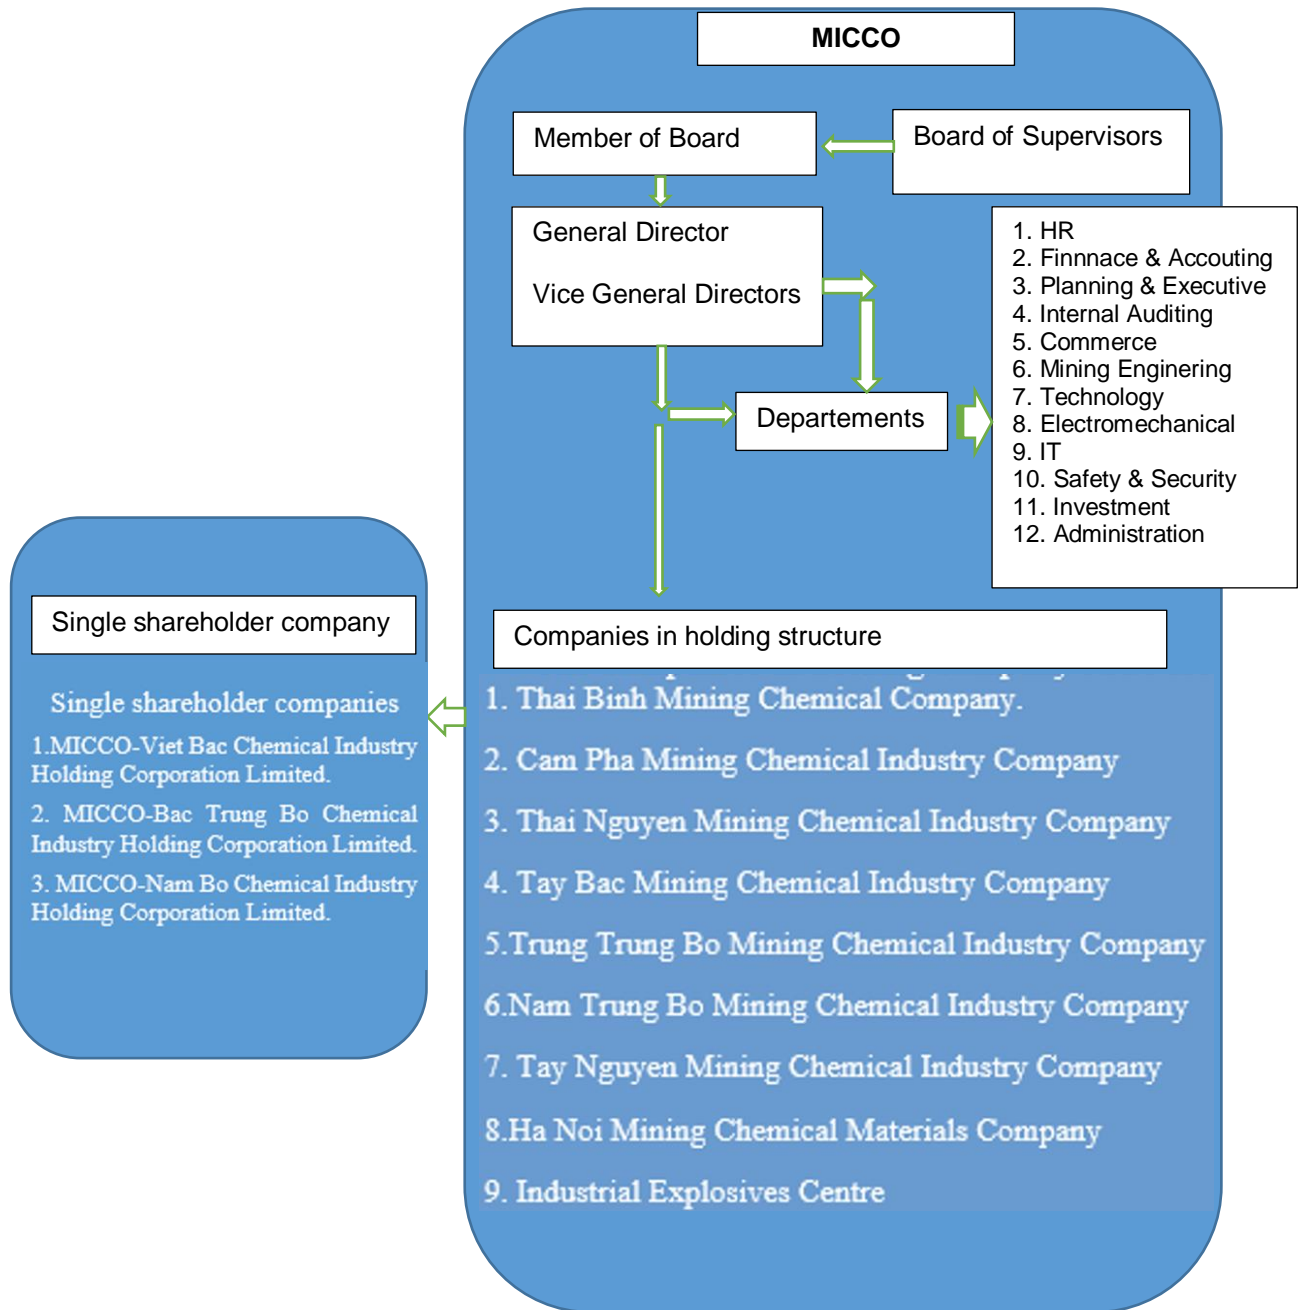 MICCO
Member of Board
Board of Supervisors
General Director
Vice General Directors
1. HR
2. Finnnace & Accouting
3. Planning & Executive
4. Internal Auditing
5. Commerce
6. Mining Enginering
7. Technology
8. Electromechanical
9. IT
10. Safety & Security
11. Investment
12. Administration
Departements
Single shareholder company
Single shareholder companies
1.MICCO-Viet Bac Chemical Industry
Holding Corporation Limited.
2. MICCO-Bac Trung Bo Chemical
Industry Holding Corporation Limited.
3. MICCO-Nam Bo Chemical Industry
Holding Corporation Limited.
Companies in holding structure
1. Thai Binh Mining Chemical Company.
2. Cam Pha Mining Chemical Industry Company
3. Thai Nguyen Mining Chemical Industry Company
4. Tay Bac Mining Chemical Industry Company
5.Trung Trung Bo Mining Chemical Industry Company
6.Nam Trung Bo Mining Chemical Industry Company
7. Tay Nguyen Mining Chemical Industry Company
8.Ha Noi Mining Chemical Materials Company
9. Industrial Explosives Centre